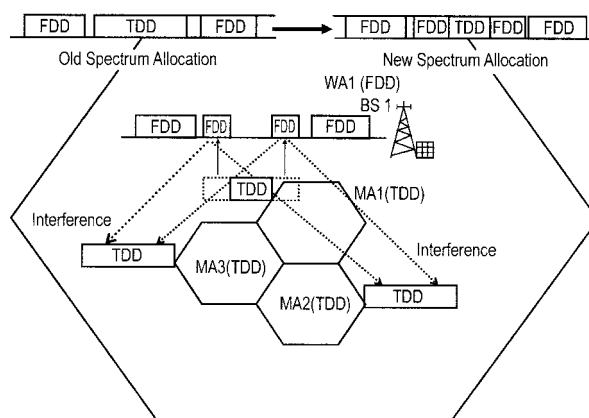 FDD TDD FDD FDD FDD TDD FDD FDD
Old Spectrum Allocation New Spectrum Allocation
WA1 (FDD)
BS 1
FDD FDD FDD FDD
TDD MA1(TDD)
Interference
Interference
TDD MA3(TDD)
MA2(TDD) TDD